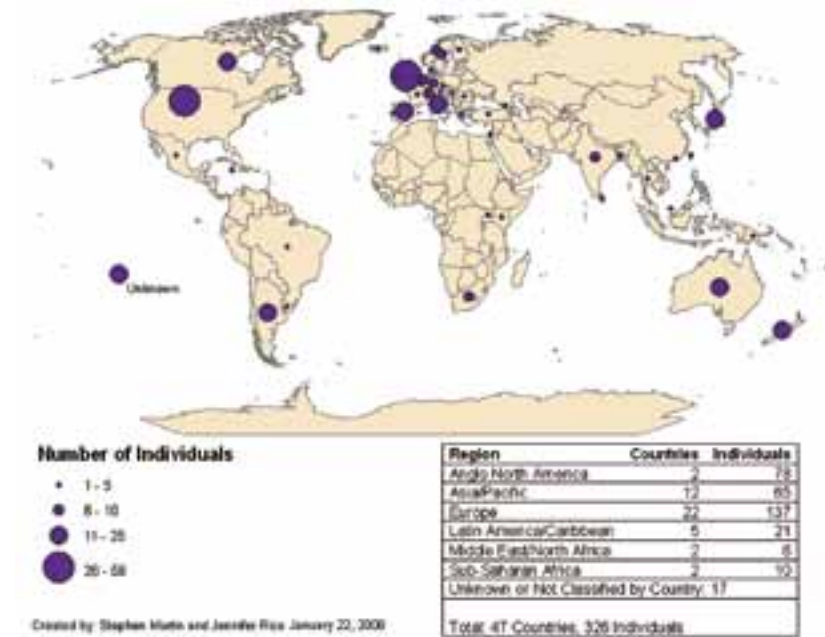 Unknown
Number of Individuals
1 - 5
6 - 10
11 - 25
Region Countries Individuals
Anglo North America 2 78
Asia/Pacific 12 65
Europe 22 137
Latin America/Caribbean 5 21
Middle East/North Africa 2
Sub-Saharan Africa 2 10
Unknown or Not Classified by Country: 17
Total: 47 Countries, 326 Individuals
Created by: Stephen Martin and Jennifer Rice January 22, 2008